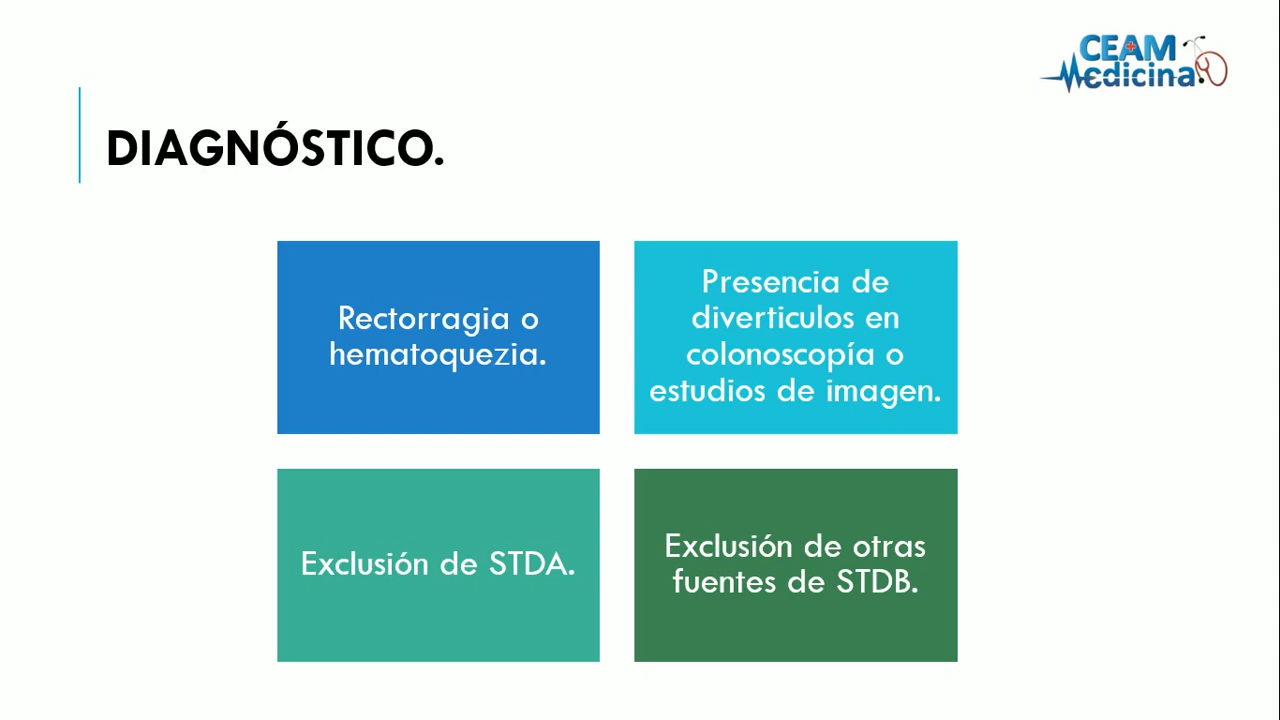 CEAM
Medicina
DIAGNÓSTICO.
Rectorragia o
hematoquezia.
Presencia de
diverticulos en
colonoscopía o
estudios de imagen.
Exclusión de STDA.
Exclusión de otras
fuentes de STDB.